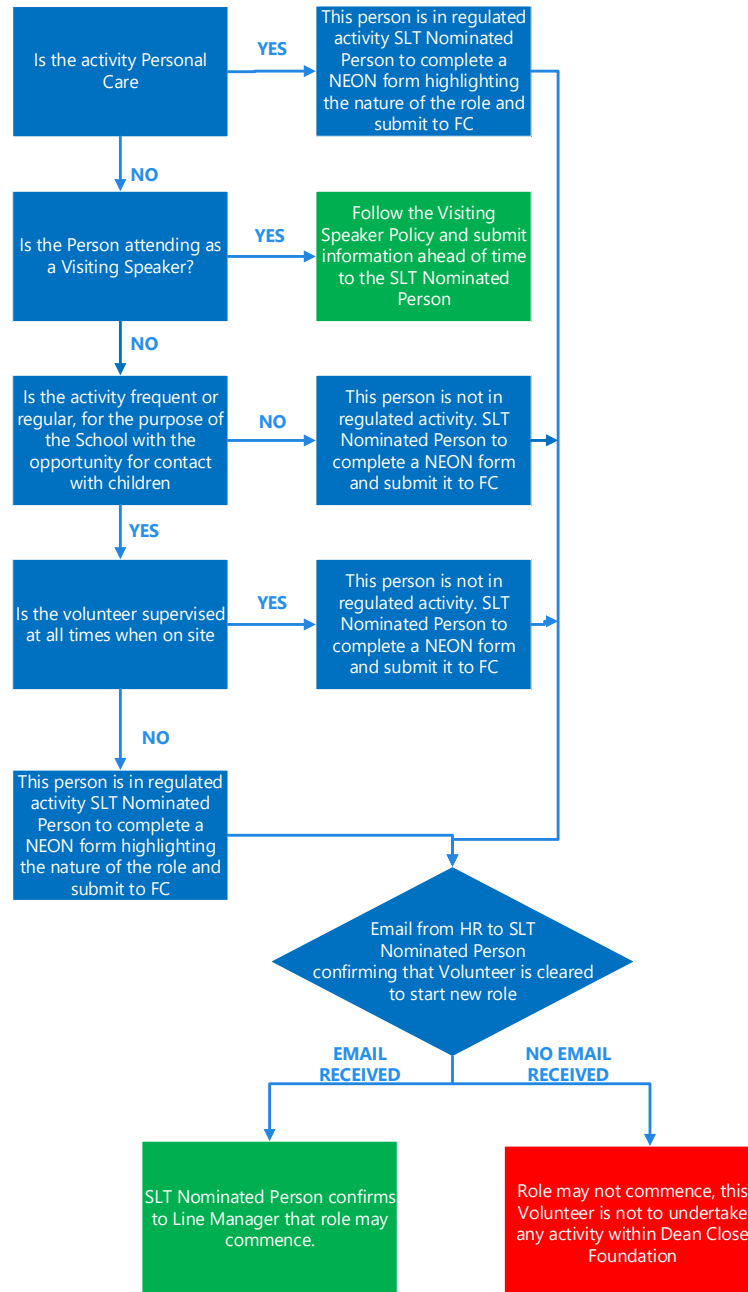 Is the activity Personal
Care
YES
This person is in regulated
activity SLT Nominated
Person to complete a
NEON form highlighting
the nature of the role and
submit to FC
NO
Is the Person attending as
a Visiting Speaker?
YES
Follow the Visiting
Speaker Policy and submit
information ahead of time
to the SLT Nominated
Person
NO
Is the activity frequent or
regular, for the purpose of
the School with the
opportunity for contact
with children
NO
This person is not in
regulated activity. SLT
Nominated Person to
complete a NEON form
and submit it to FC
YES
Is the volunteer supervised
at all times when on site
YES
This person is not in
regulated activity. SLT
Nominated Person to
complete a NEON form
and submit it to FC
NO
This person is in regulated
activity SLT Nominated
Person to complete a
NEON form highlighting
the nature of the role and
submit to FC
Email from HR to SLT
Nominated Person
confirming that Volunteer is cleared
to start new role
EMAIL
RECEIVED
NO EMAIL
RECEIVED
SLT Nominated Person confirms
to Line Manager that role may
commence.
Role may not commence, this
Volunteer is not to undertake
any activity within Dean Close
Foundation